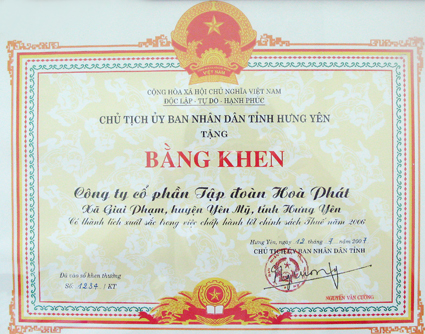 VIỆT NAM
CỘNG HÒA XÃ HỘI CHỦ NGHĨA VIỆT NAM
ĐỘC LẬP - TỰ DO - HẠNH PHÚC
CHỦ TỊCH ỦY BAN NHÂN DÂN TỈNH HƯNG YÊN
TẶNG
BẰNG KHEN
Công ty cổ phần Tập đoàn Hoà Phát
Xã Giai Phạm, huyện Yên Mỹ, tỉnh Hưng Yên
Có thành tích xuất sắc trong việc chấp hành tốt chính sách Thuế năm 2006
Hưng Yên, ngày 12 tháng 7 năm 2007
CHỦ TỊCH ỦY BAN NHÂN DÂN TỈNH
Đã vào sổ khen thưởng
Số 1234 / KT
NGUYỄN VĂN CƯỜNG